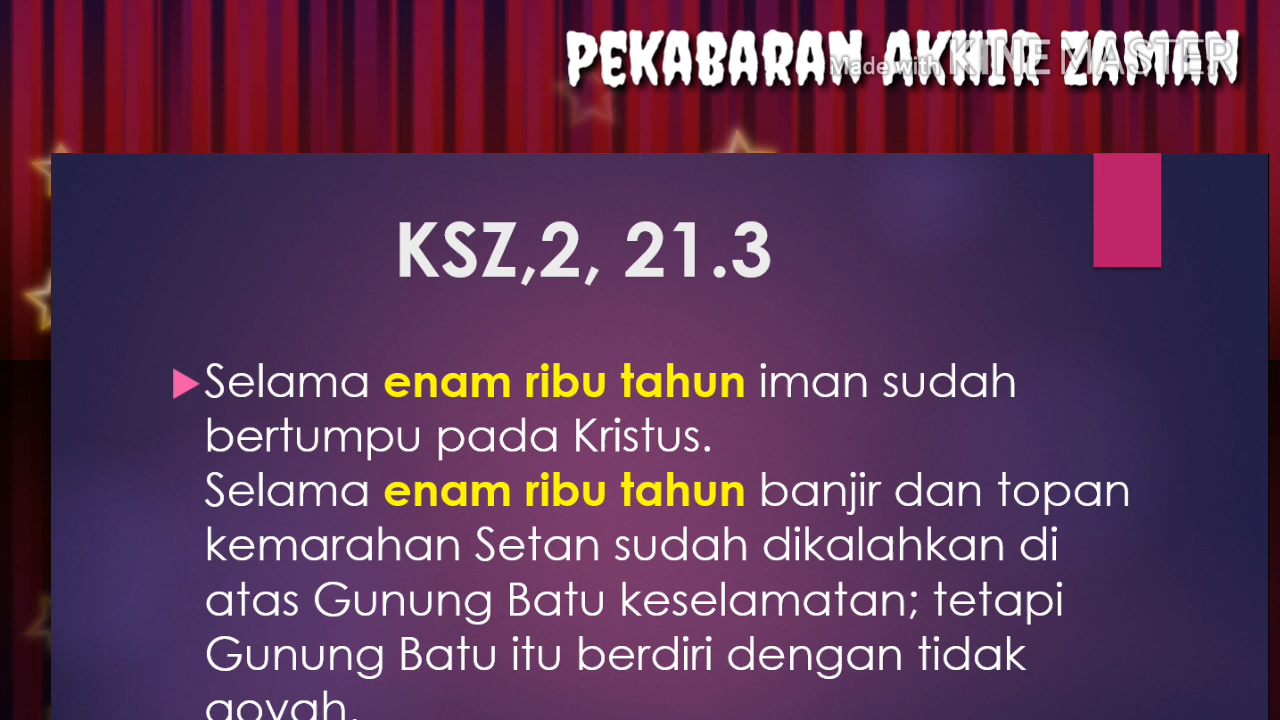 PEKABARAN AKHIR ZAMAN
Made with KINEMASTER
KSZ,2, 21.3
Selama enam ribu tahun iman sudah
bertumpu pada Kristus.
Selama enam ribu tahun banjir dan topan
kemarahan Setan sudah dikalahkan di
atas Gunung Batu keselamatan; tetapi
Gunung Batu itu berdiri dengan tidak
goyah.